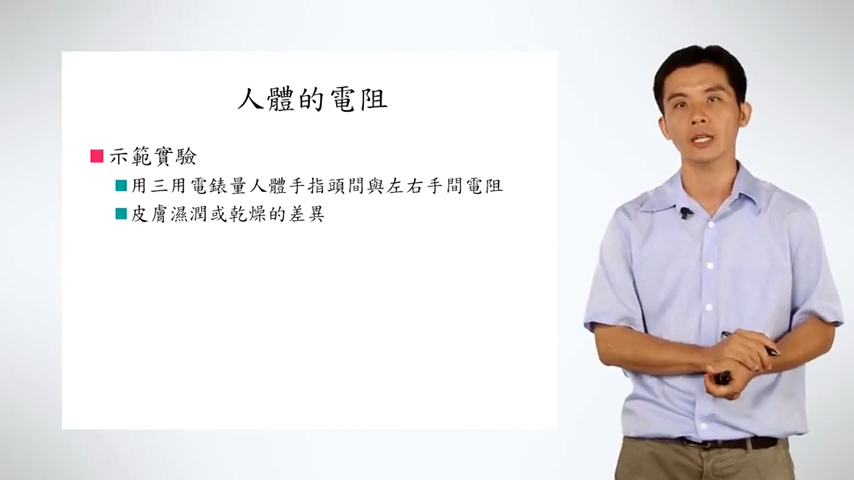 人體的電阻
示範實驗
用三用電錶量人體手指頭間與左右手間電阻
皮膚濕潤或乾燥的差異